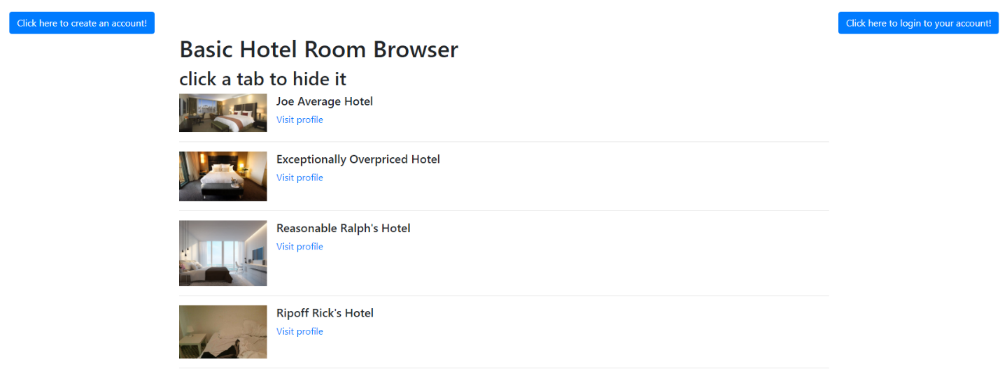 Click here to create an account!
Click here to login to your account!
Basic Hotel Room Browser
click a tab to hide it
Joe Average Hotel
Visit profile
Exceptionally Overpriced Hotel
Visit profile
Reasonable Ralph's Hotel
Visit profile
Ripoff Rick's Hotel
Visit profile